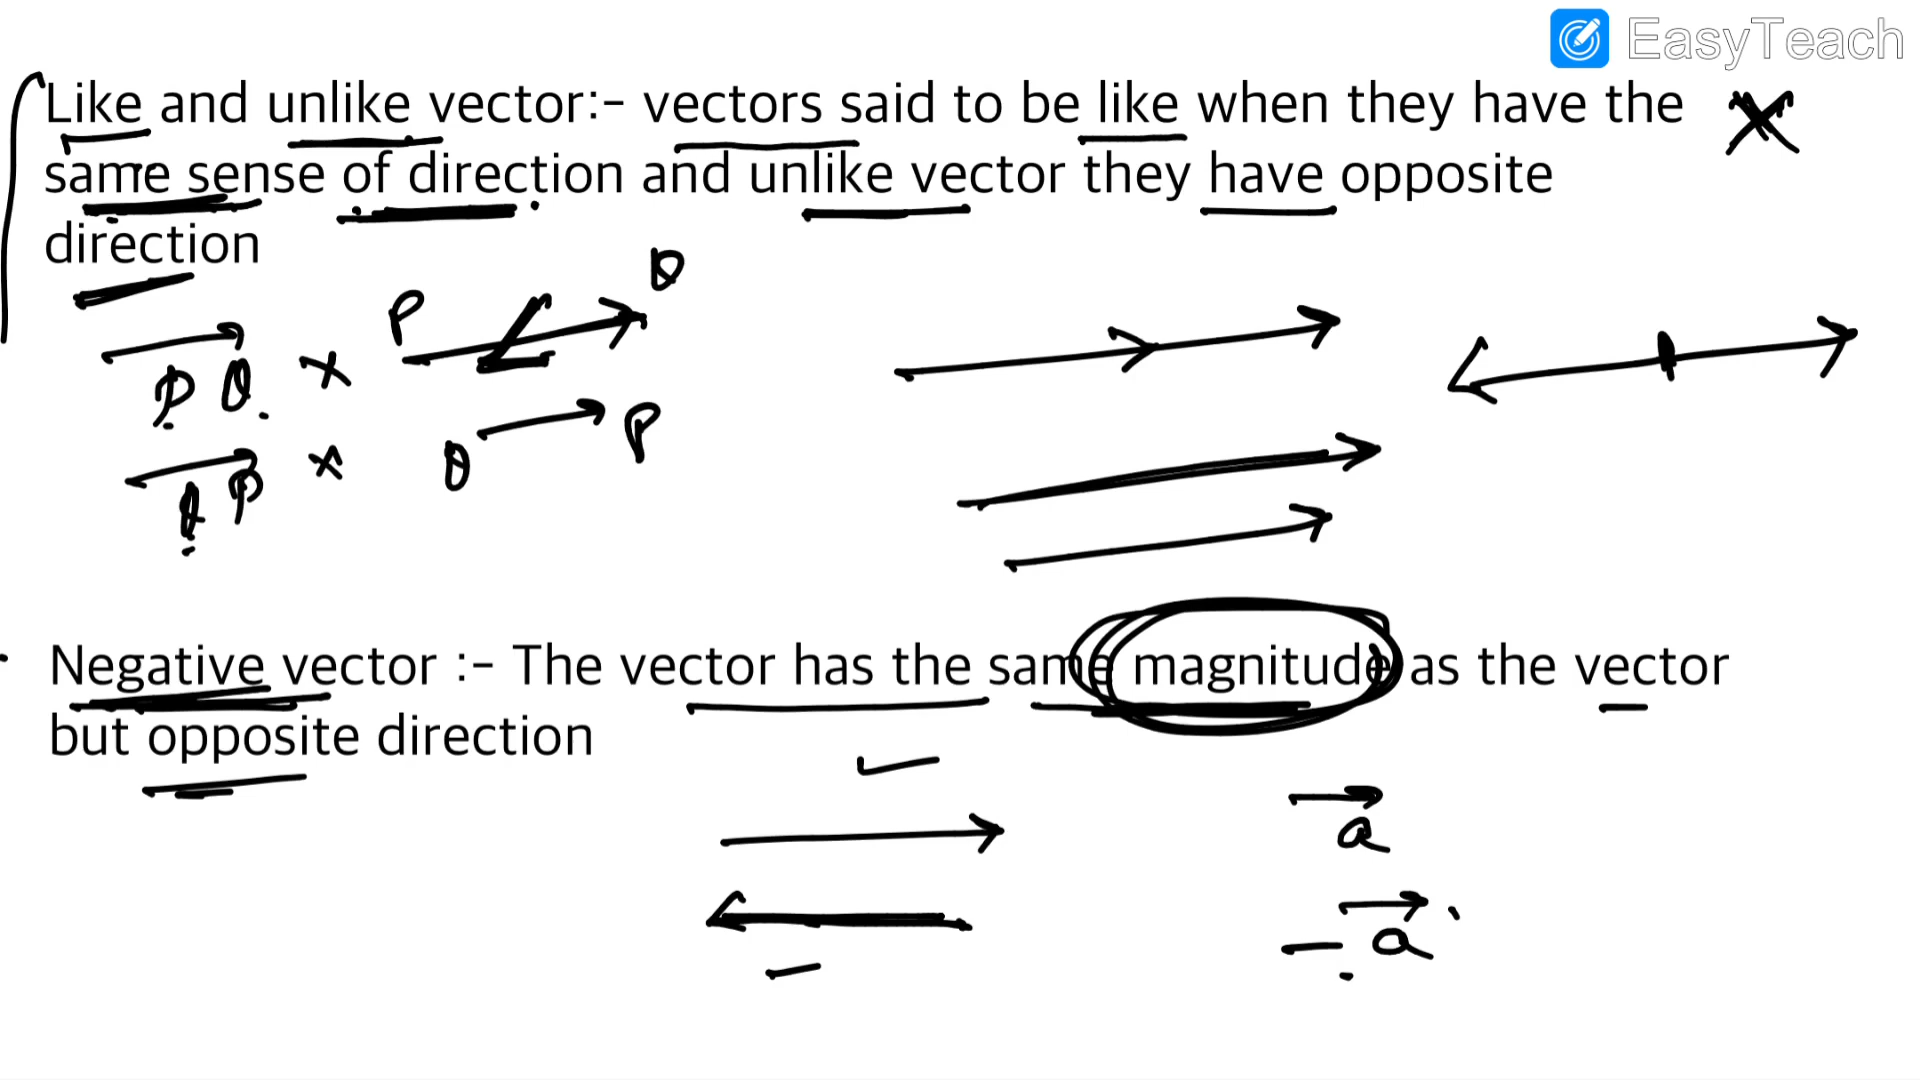 EasyTeach
Like and unlike vector:- vectors said to be like when they have the
same sense of direction and unlike vector they have opposite
direction
P
Q
PQ
Q
P
QP
Negative vector :- The vector has the same magnitude as the vector
but opposite direction
a
- a